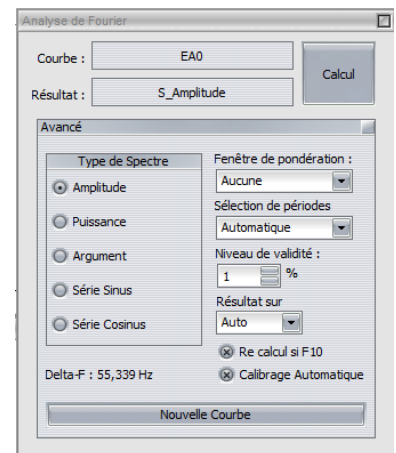 Analyse de Fourier
Courbe : EA0
Calcul
Résultat : S_Amplitude
Avancé
Type de Spectre
Amplitude
Puissance
Argument
Série Sinus
Série Cosinus
Delta-F : 55,339 Hz
Fenêtre de pondération :
Aucune
Sélection de périodes
Automatique
Niveau de validité :
1 %
Résultat sur
Auto
Re calcul si F10
Calibrage Automatique
Nouvelle Courbe